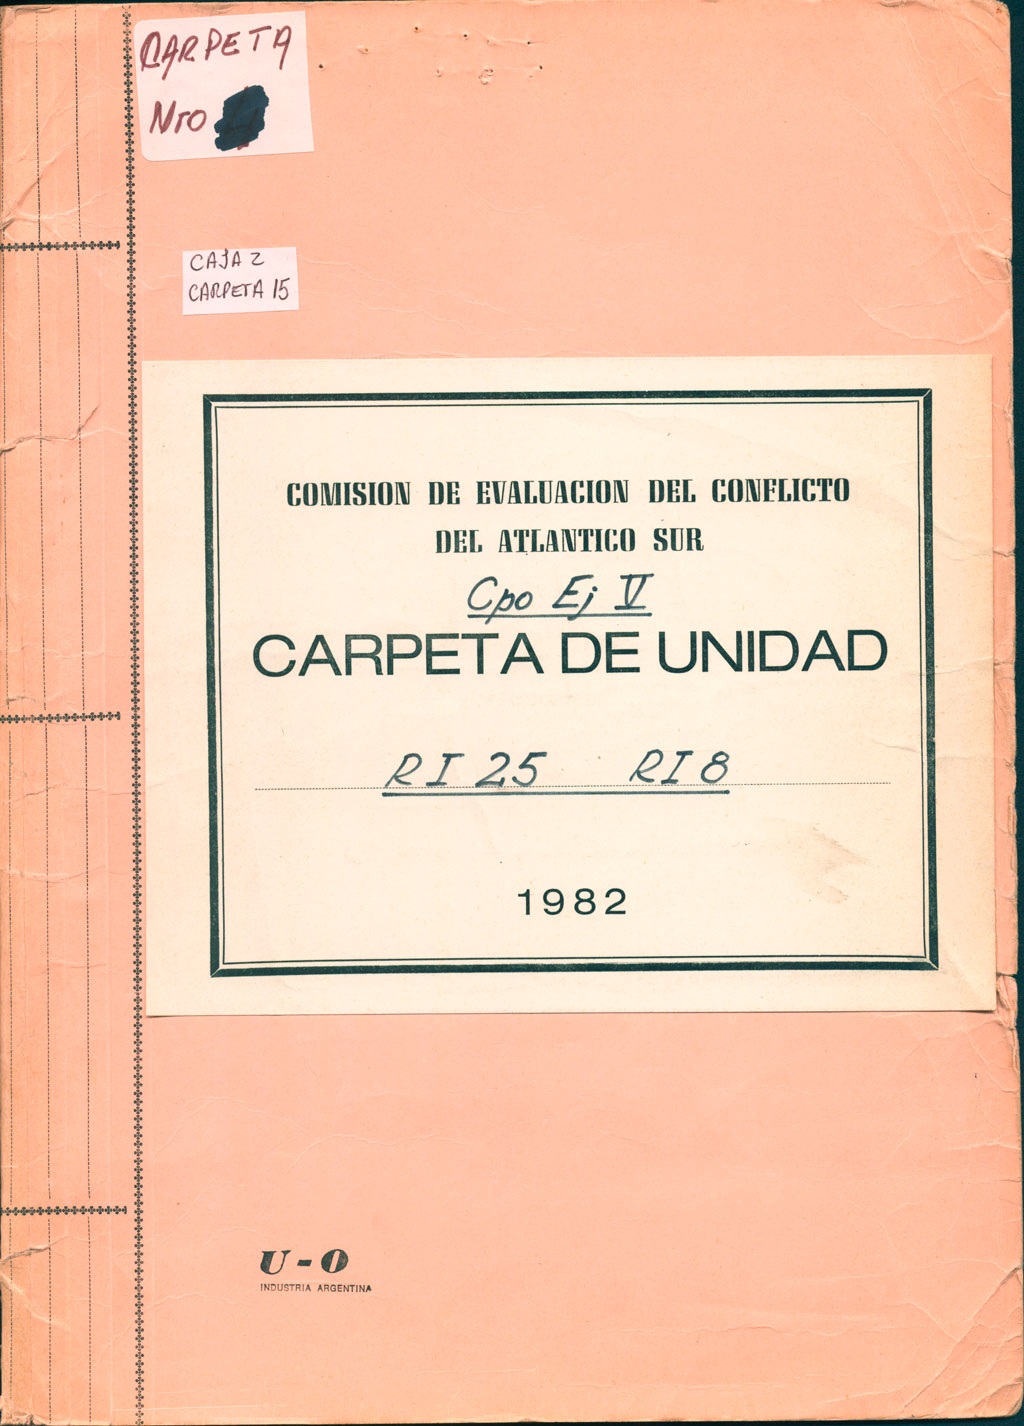 CARPETA
Nro
CAJA 2
CARPETA 15
COMISION DE EVALUACION DEL CONFLICTO
DEL ATLANTICO SUR
Cpo Ej V
CARPETA DE UNIDAD
RI 25 RI 8
1982
U-O
INDUSTRIA ARGENTINA